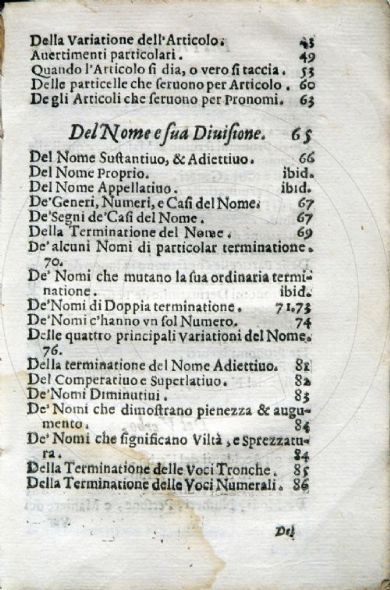 Della Variatione dell'Articolo. 45
Auertimenti particolari. 49
Quando l'Articolo ſi dia, o vero ſi taccia. 53
Delle particelle che ſeruono per Articolo. 60
Degli Articoli che ſeruono per Pronomi. 63
Del Nome e ſua Diuiſione. 65
Del Nome Suſtantiuo, & Adiettiuo. 66
Del Nome Proprio. ibid.
Del Nome Appellatiuo. ibid.
De' Generi, Numeri, e Caſi del Nome. 67
De'Segni de'Caſi del Nome. 67
Della Terminatione del Nome. 69
De' alcuni Nomi di particolar terminatione.
70.
De' Nomi che mutano la ſua ordinaria termi-
natione. ibid.
De'Nomi di Doppia terminatione. 71,73
De'Nomi c'hanno vn ſol Numero. 74
Delle quattro principali Variationi del Nome.
76.
Della terminatione del Nome Adiettiuo. 81
Del Comperatiuo e Superlatiuo. 82
De' Nomi Diminutiui. 83
De' Nomi che dimoſtrano pienezza & augu-
mento. 84
De' Nomi che ſignificano Viltà, e Sprezzatu-
ra. 84
Della Terminatione delle Voci Tronche. 85
Della Terminatione delle Voci Numerali. 86
Del